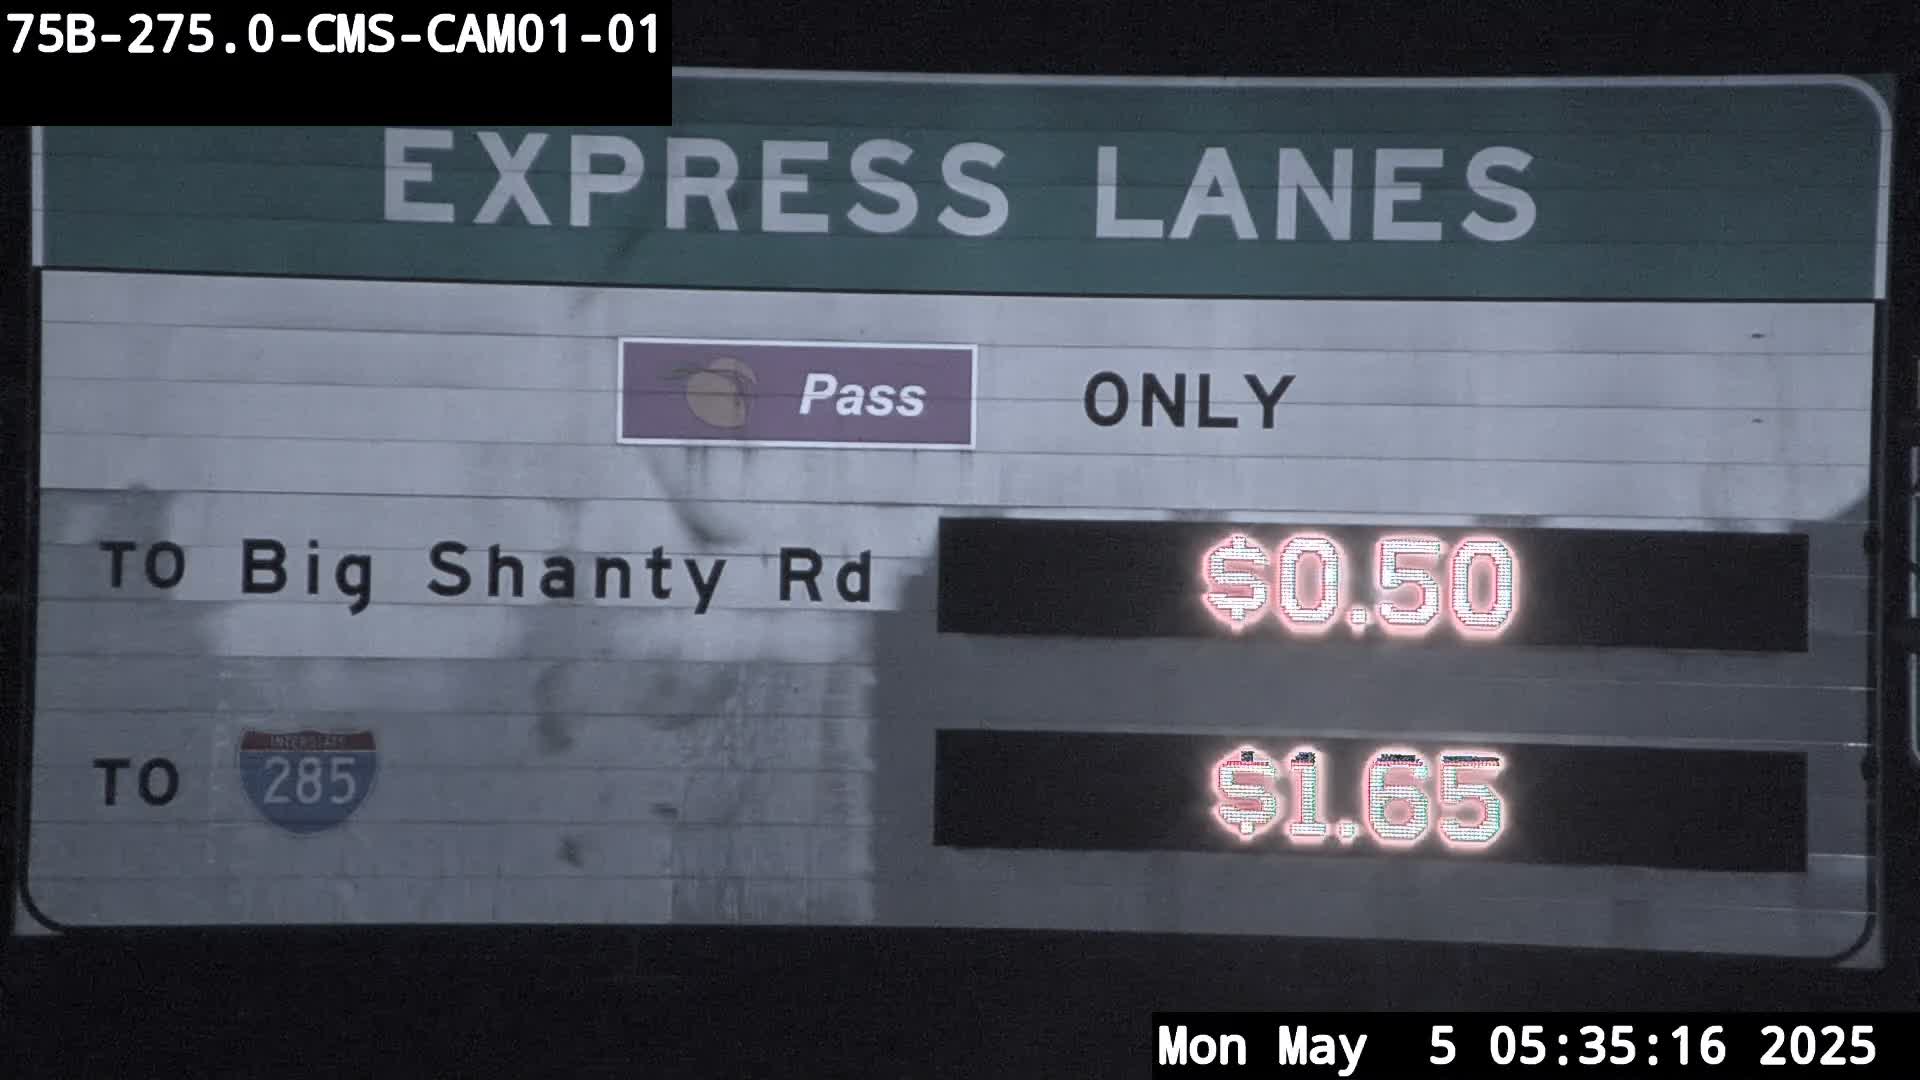 75B-275.0-CMS-CAM01-01
EXPRESS LANES
Pass ONLY
TO Big Shanty Rd $0.50
TO INTERSTATE 285 $1.65
Mon May 5 05:35:16 2025